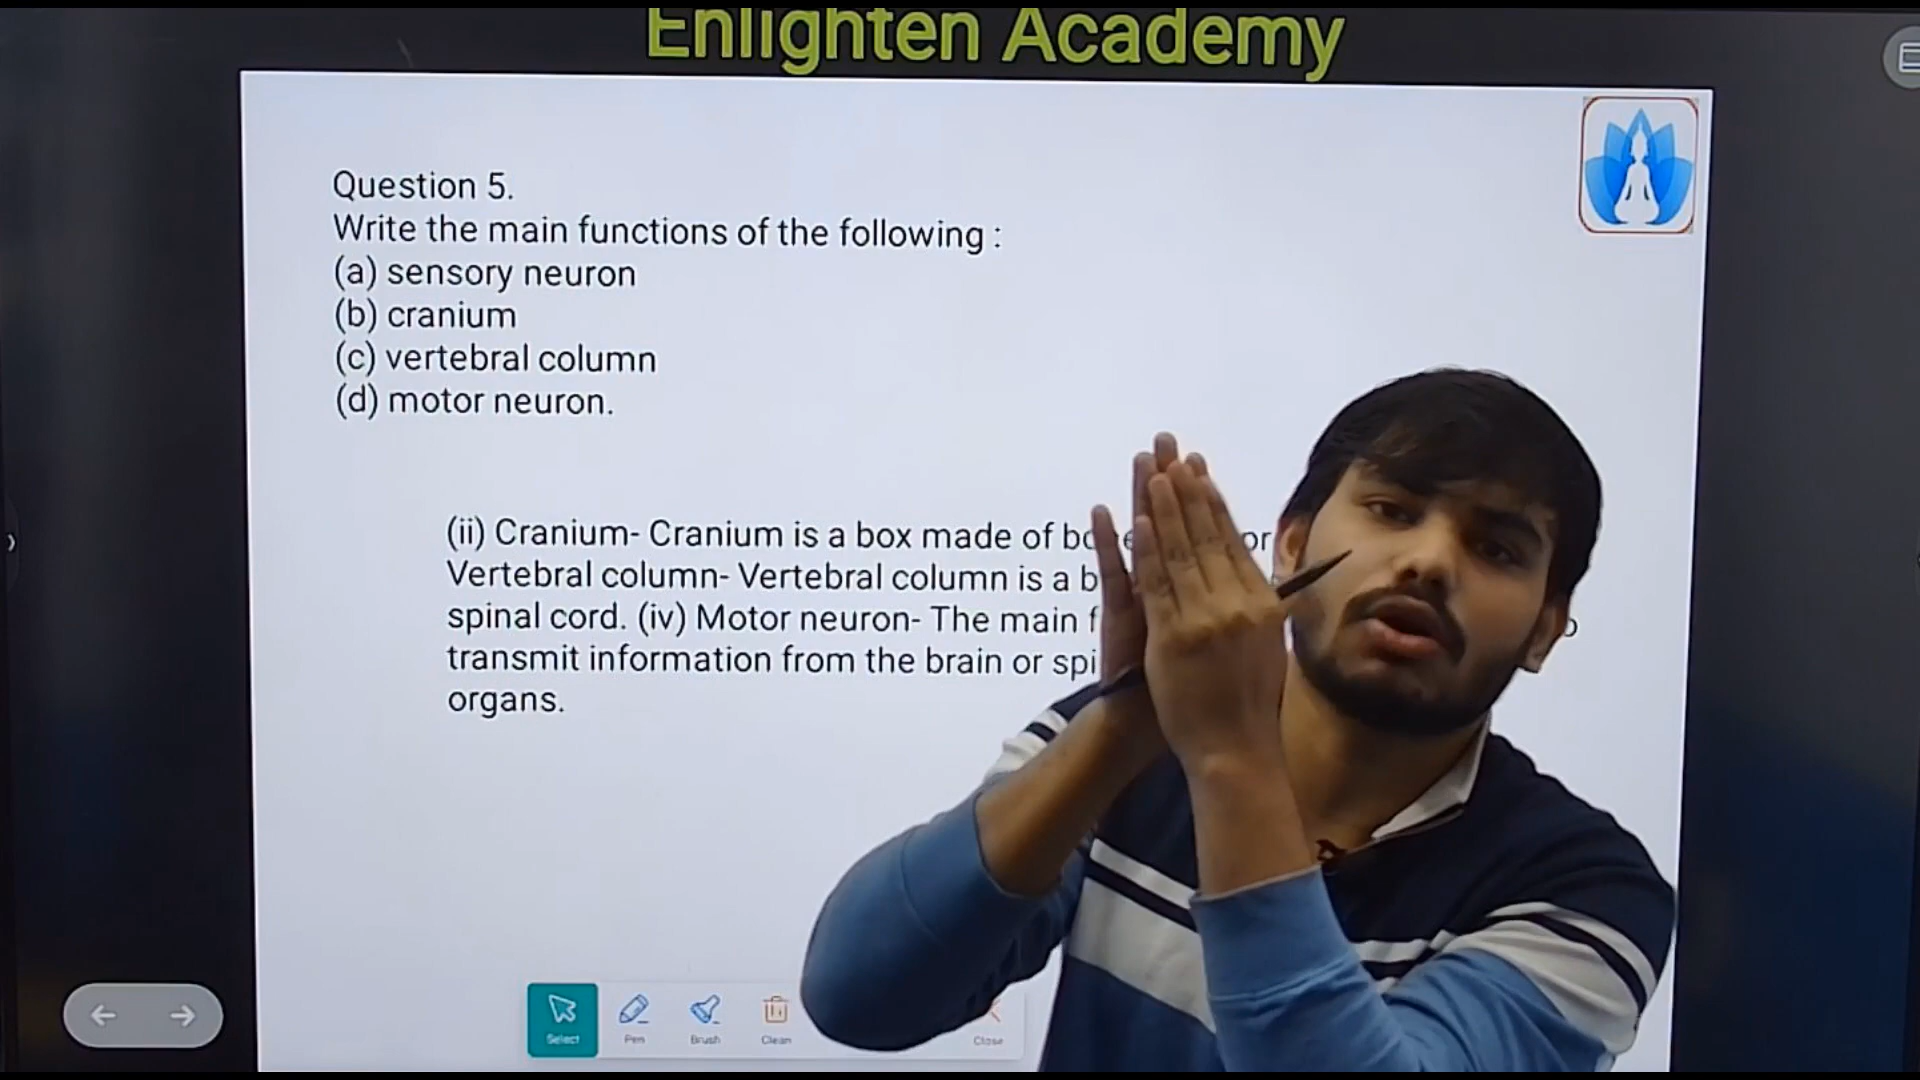 Enlighten Academy
Question 5.
Write the main functions of the following :
(a) sensory neuron
(b) cranium
(c) vertebral column
(d) motor neuron.
(ii) Cranium- Cranium is a box made of
Vertebral column- Vertebral column is a
spinal cord. (iv) Motor neuron- The main
transmit information from the brain or
organs.
Select Pen Brush Clean Close